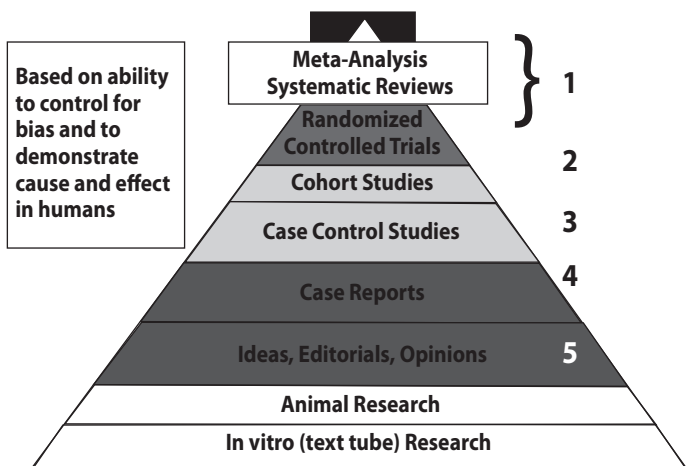 Based on ability
to control for
bias and to
demonstrate
cause and effect
in humans
Meta-Analysis
Systematic Reviews
} 1
Randomized
Controlled Trials
2
Cohort Studies
Case Control Studies
3
Case Reports
4
Ideas, Editorials, Opinions
5
Animal Research
In vitro (text tube) Research